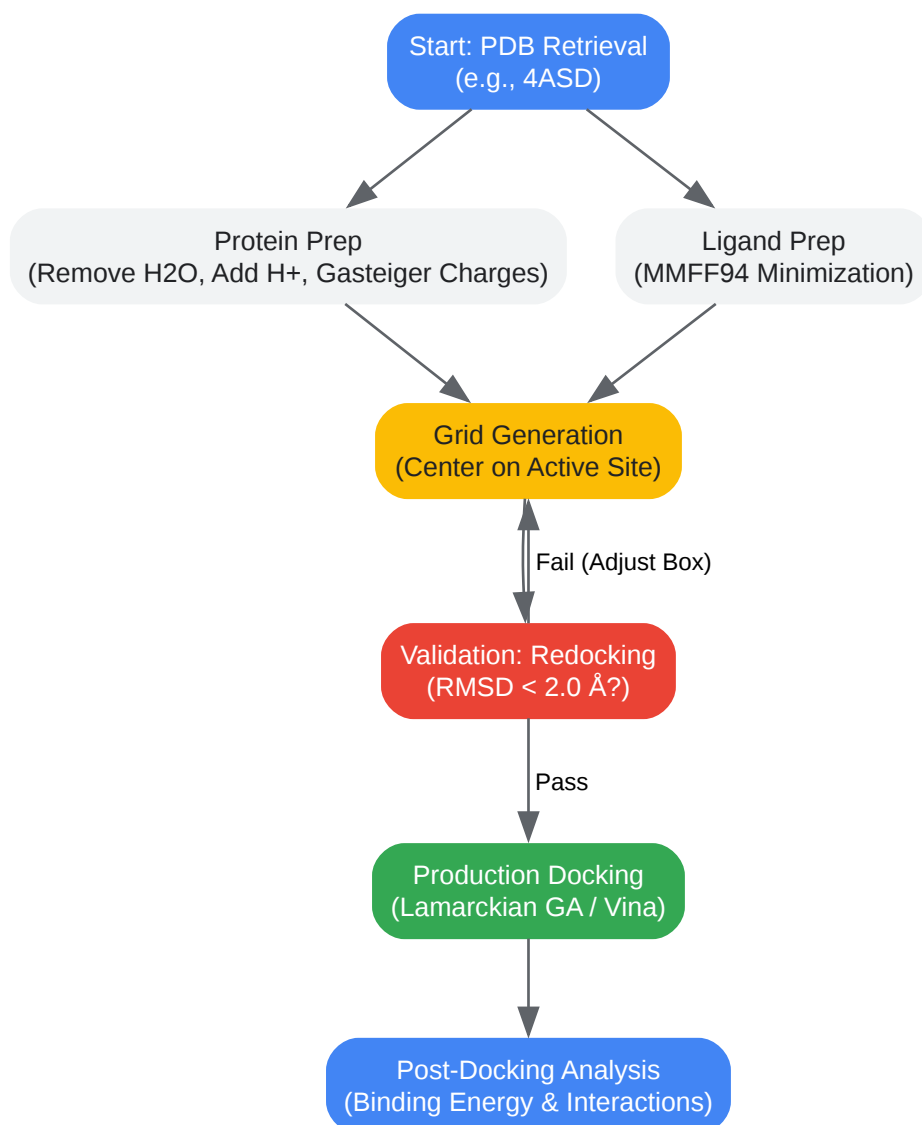 Start: PDB Retrieval
(e.g., 4ASD)
Protein Prep
(Remove H2O, Add H+, Gasteiger Charges)
Ligand Prep
(MMFF94 Minimization)
Grid Generation
(Center on Active Site)
Fail (Adjust Box)
Validation: Redocking
(RMSD < 2.0 Å?)
Pass
Production Docking
(Lamarckian GA / Vina)
Post-Docking Analysis
(Binding Energy & Interactions)